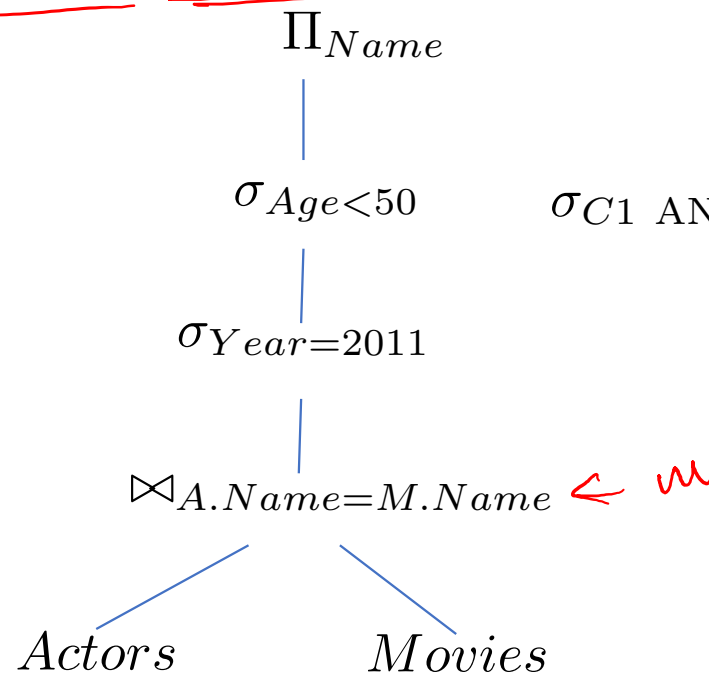 Π_Name
σ_Age<50
σ_C1 AN
σ_Year=2011
⋈_A.Name=M.Name ←
Actors Movies